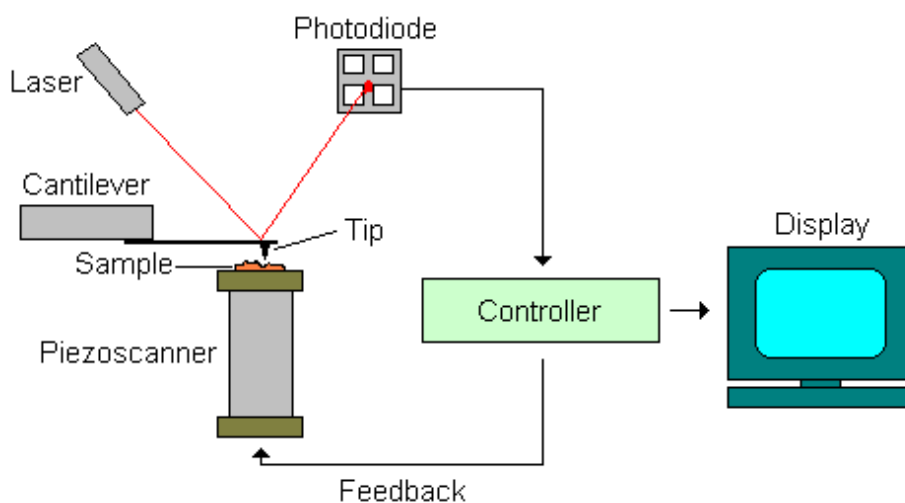 Photodiode
Laser
Cantilever
Tip
Display
Sample
Controller
Piezoscanner
Feedback